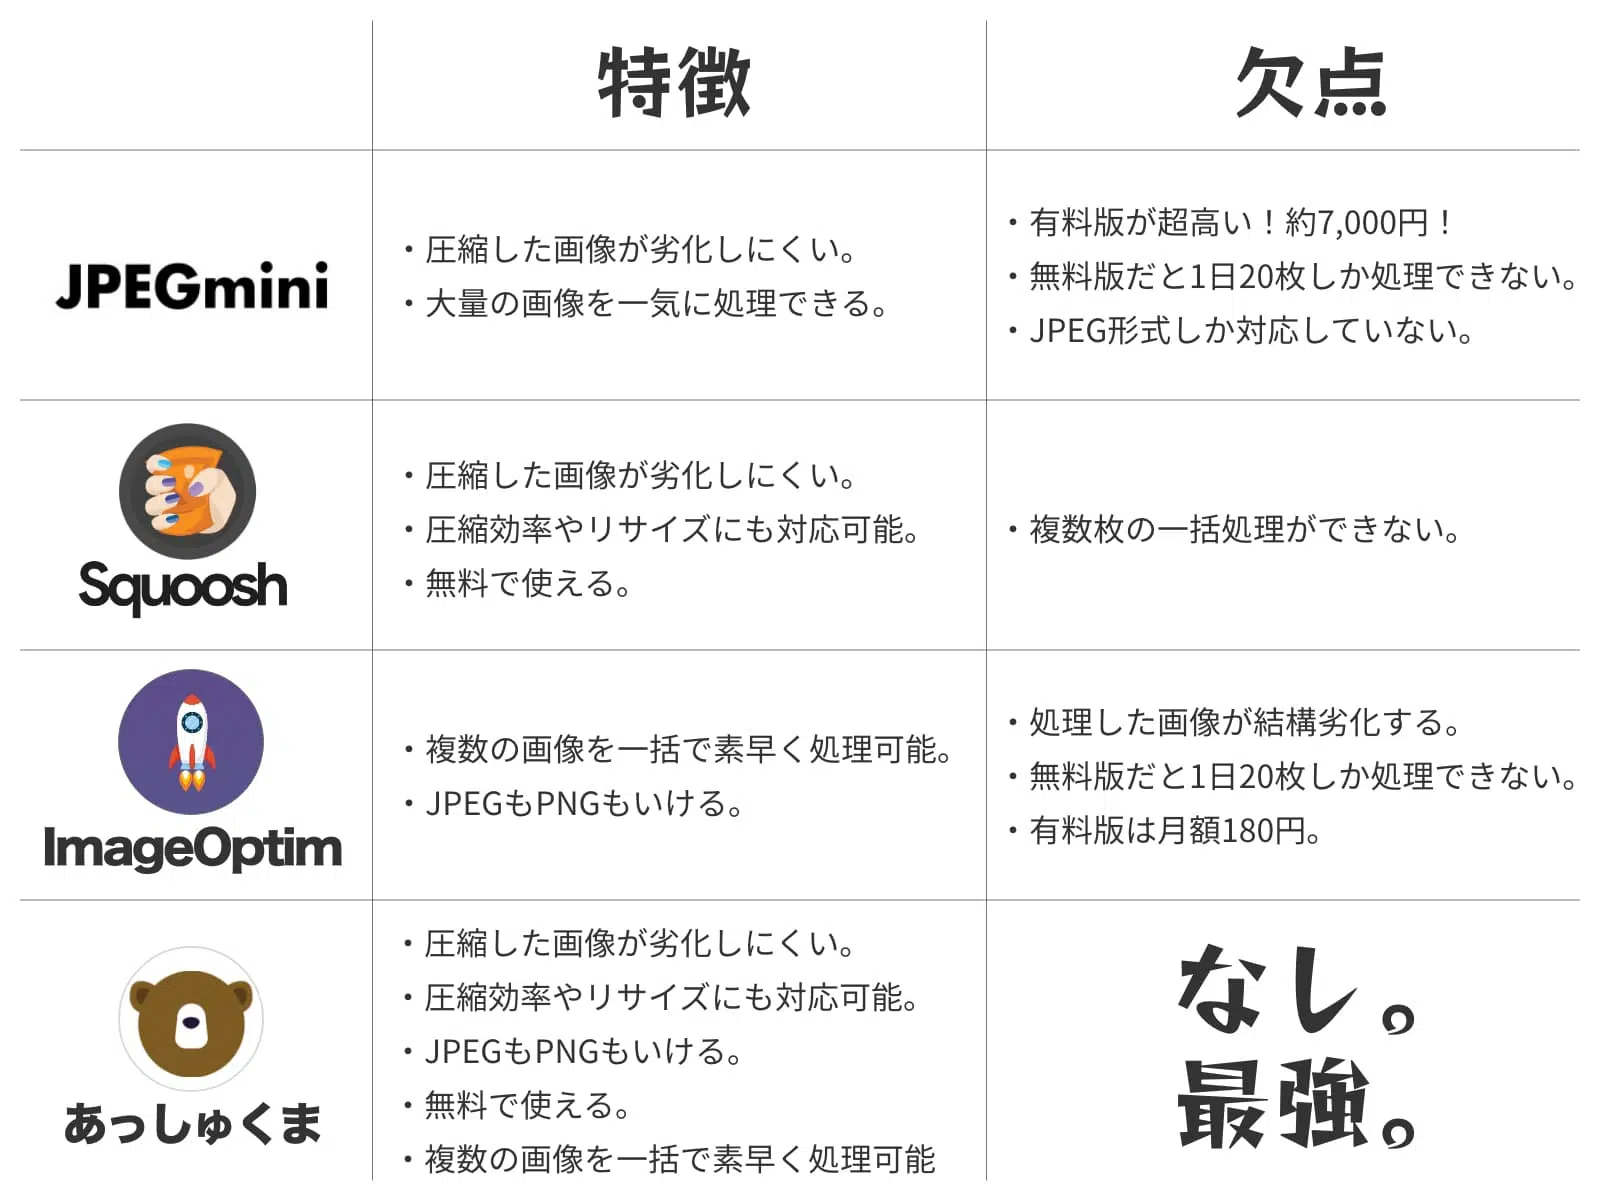 特徴
欠点
JPEGmini
・圧縮した画像が劣化しにくい。
・大量の画像を一気に処理できる。
・有料版が超高い！約7,000円！
・無料版だと1日20枚しか処理できない。
・JPEG形式しか対応していない。
Squoosh
・圧縮した画像が劣化しにくい。
・圧縮効率やリサイズにも対応可能。
・無料で使える。
・複数枚の一括処理ができない。
ImageOptim
・複数の画像を一括で素早く処理可能。
・JPEGもPNGもいける。
・処理した画像が結構劣化する。
・無料版だと1日20枚しか処理できない。
・有料版は月額180円。
あっしゅくま
・圧縮した画像が劣化しにくい。
・圧縮効率やリサイズにも対応可能。
・JPEGもPNGもいける。
・無料で使える。
・複数の画像を一括で素早く処理可能
なし。
最強。